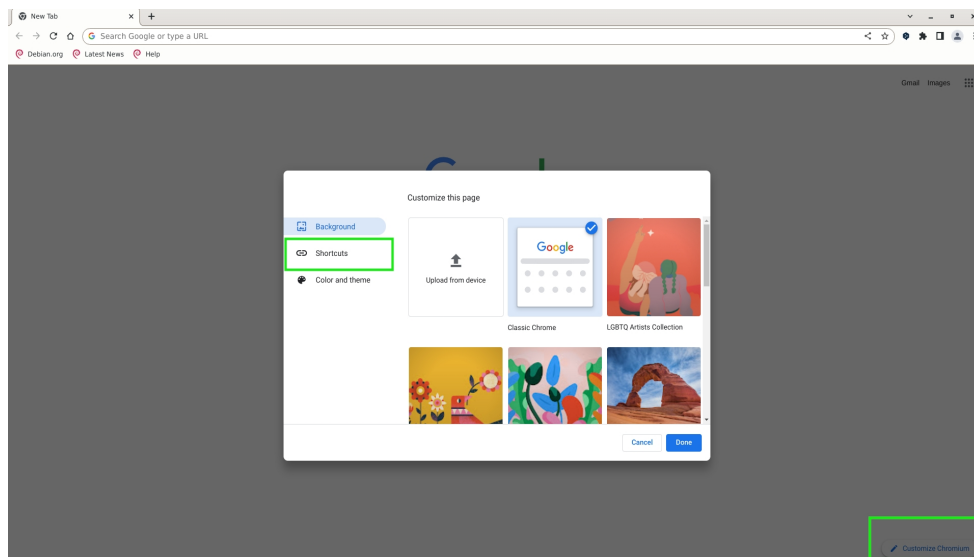 New Tab
Search Google or type a URL
Debian.org Latest News Help
Gmail Images
Customize this page
Background
Shortcuts
Color and theme
Upload from device
Google
Classic Chrome
LGBTQ Artists Collection
Cancel Done
Customize Chromium